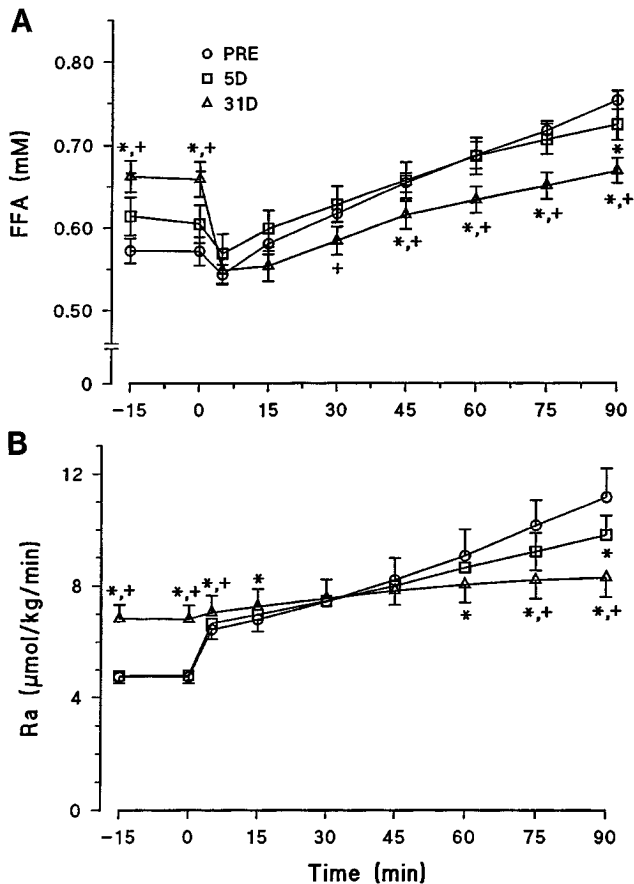 A
0.80
PRE
5D
31D
*,+ *,+
0.70
*
FFA (mM)
0.60
*,+ *,+ *,+ *,+
+
0.50
0
-15 0 15 30 45 60 75 90
B
12
Ra (μmol/kg/min)
*,+ *,+ *,+ *
8
*
* *,+ *,+
4
0
-15 0 15 30 45 60 75 90
Time (min)